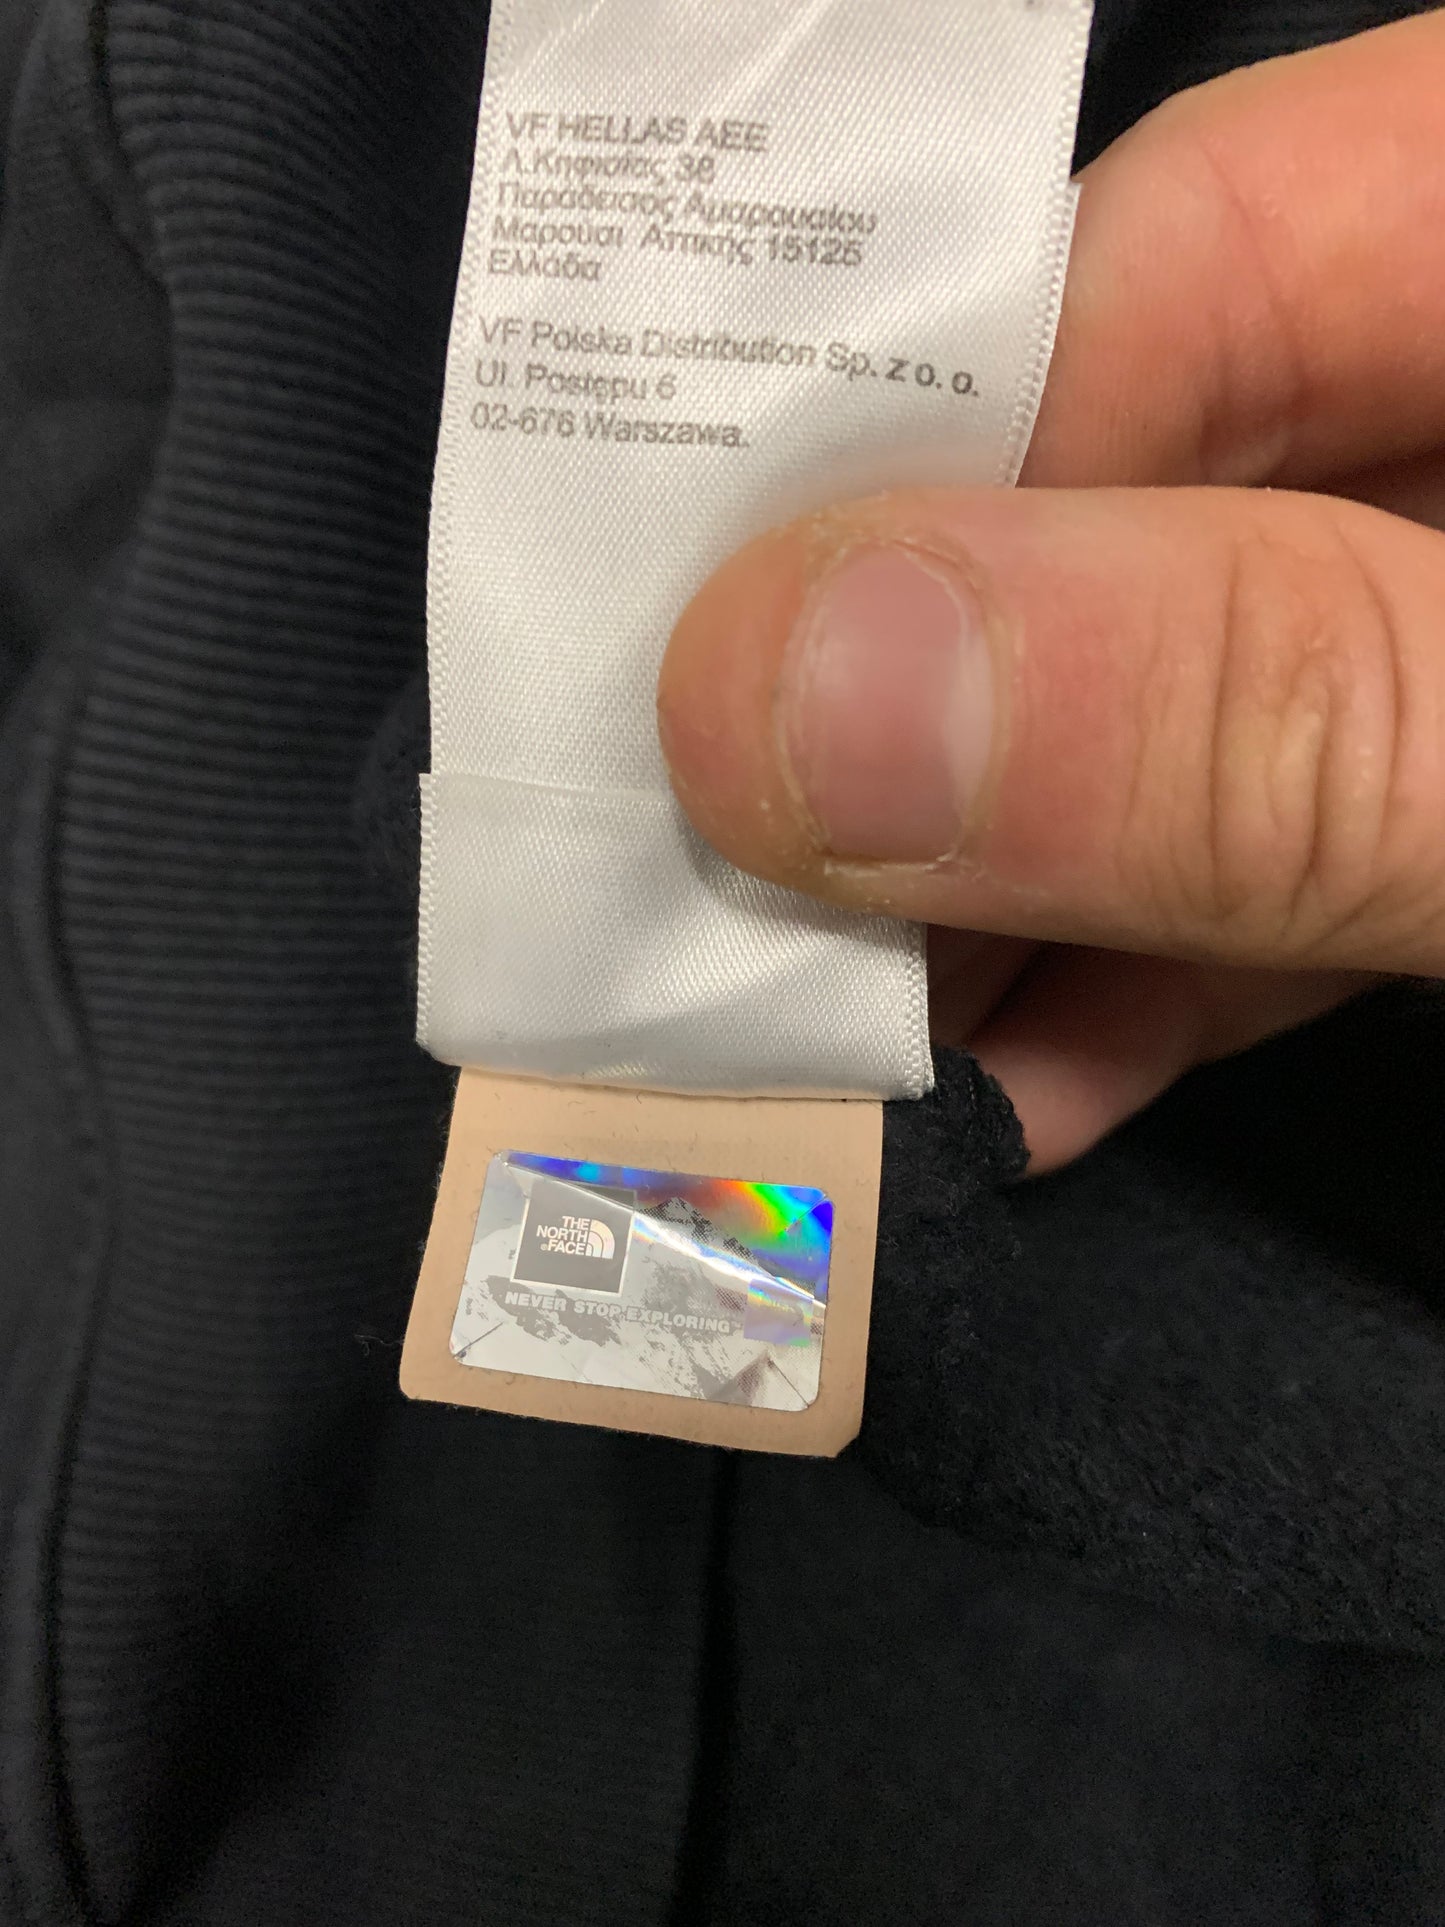 VF HELLAS AEE
Λ.Κηφισίας 38
Παράδεισος Αμαρουσίου
Μαρούσι Αττικής 15125
Ελλάδα
VF Polska Distribution Sp. z o. o.
Ul. Postępu 6
02-676 Warszawa.
THE
NORTH
®FACE
NEVER STOP EXPLORING™